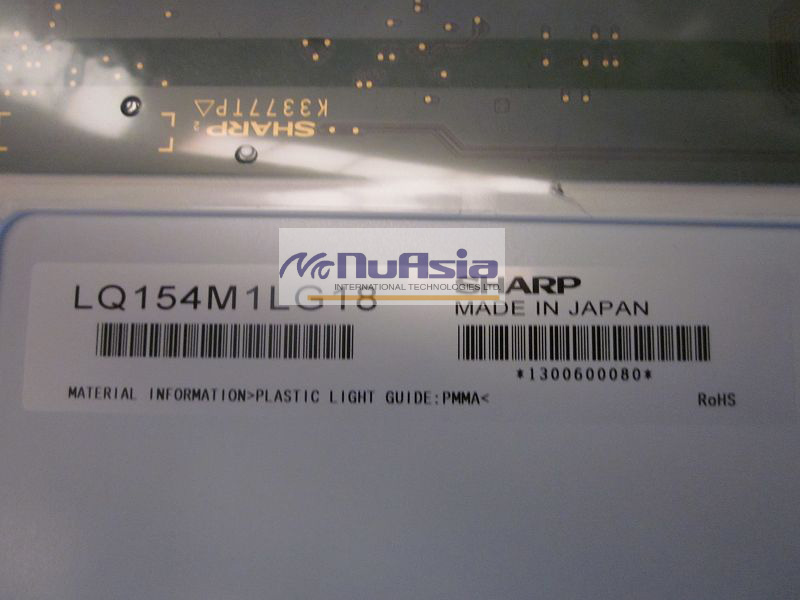 K3377TP
SHARP 2
NuAsia
INTERNATIONAL TECHNOLOGIES LTD.
LQ154M1LG18
SHARP
MADE IN JAPAN
*1300600080*
MATERIAL INFORMATION>PLASTIC LIGHT GUIDE:PMMA<
RoHS